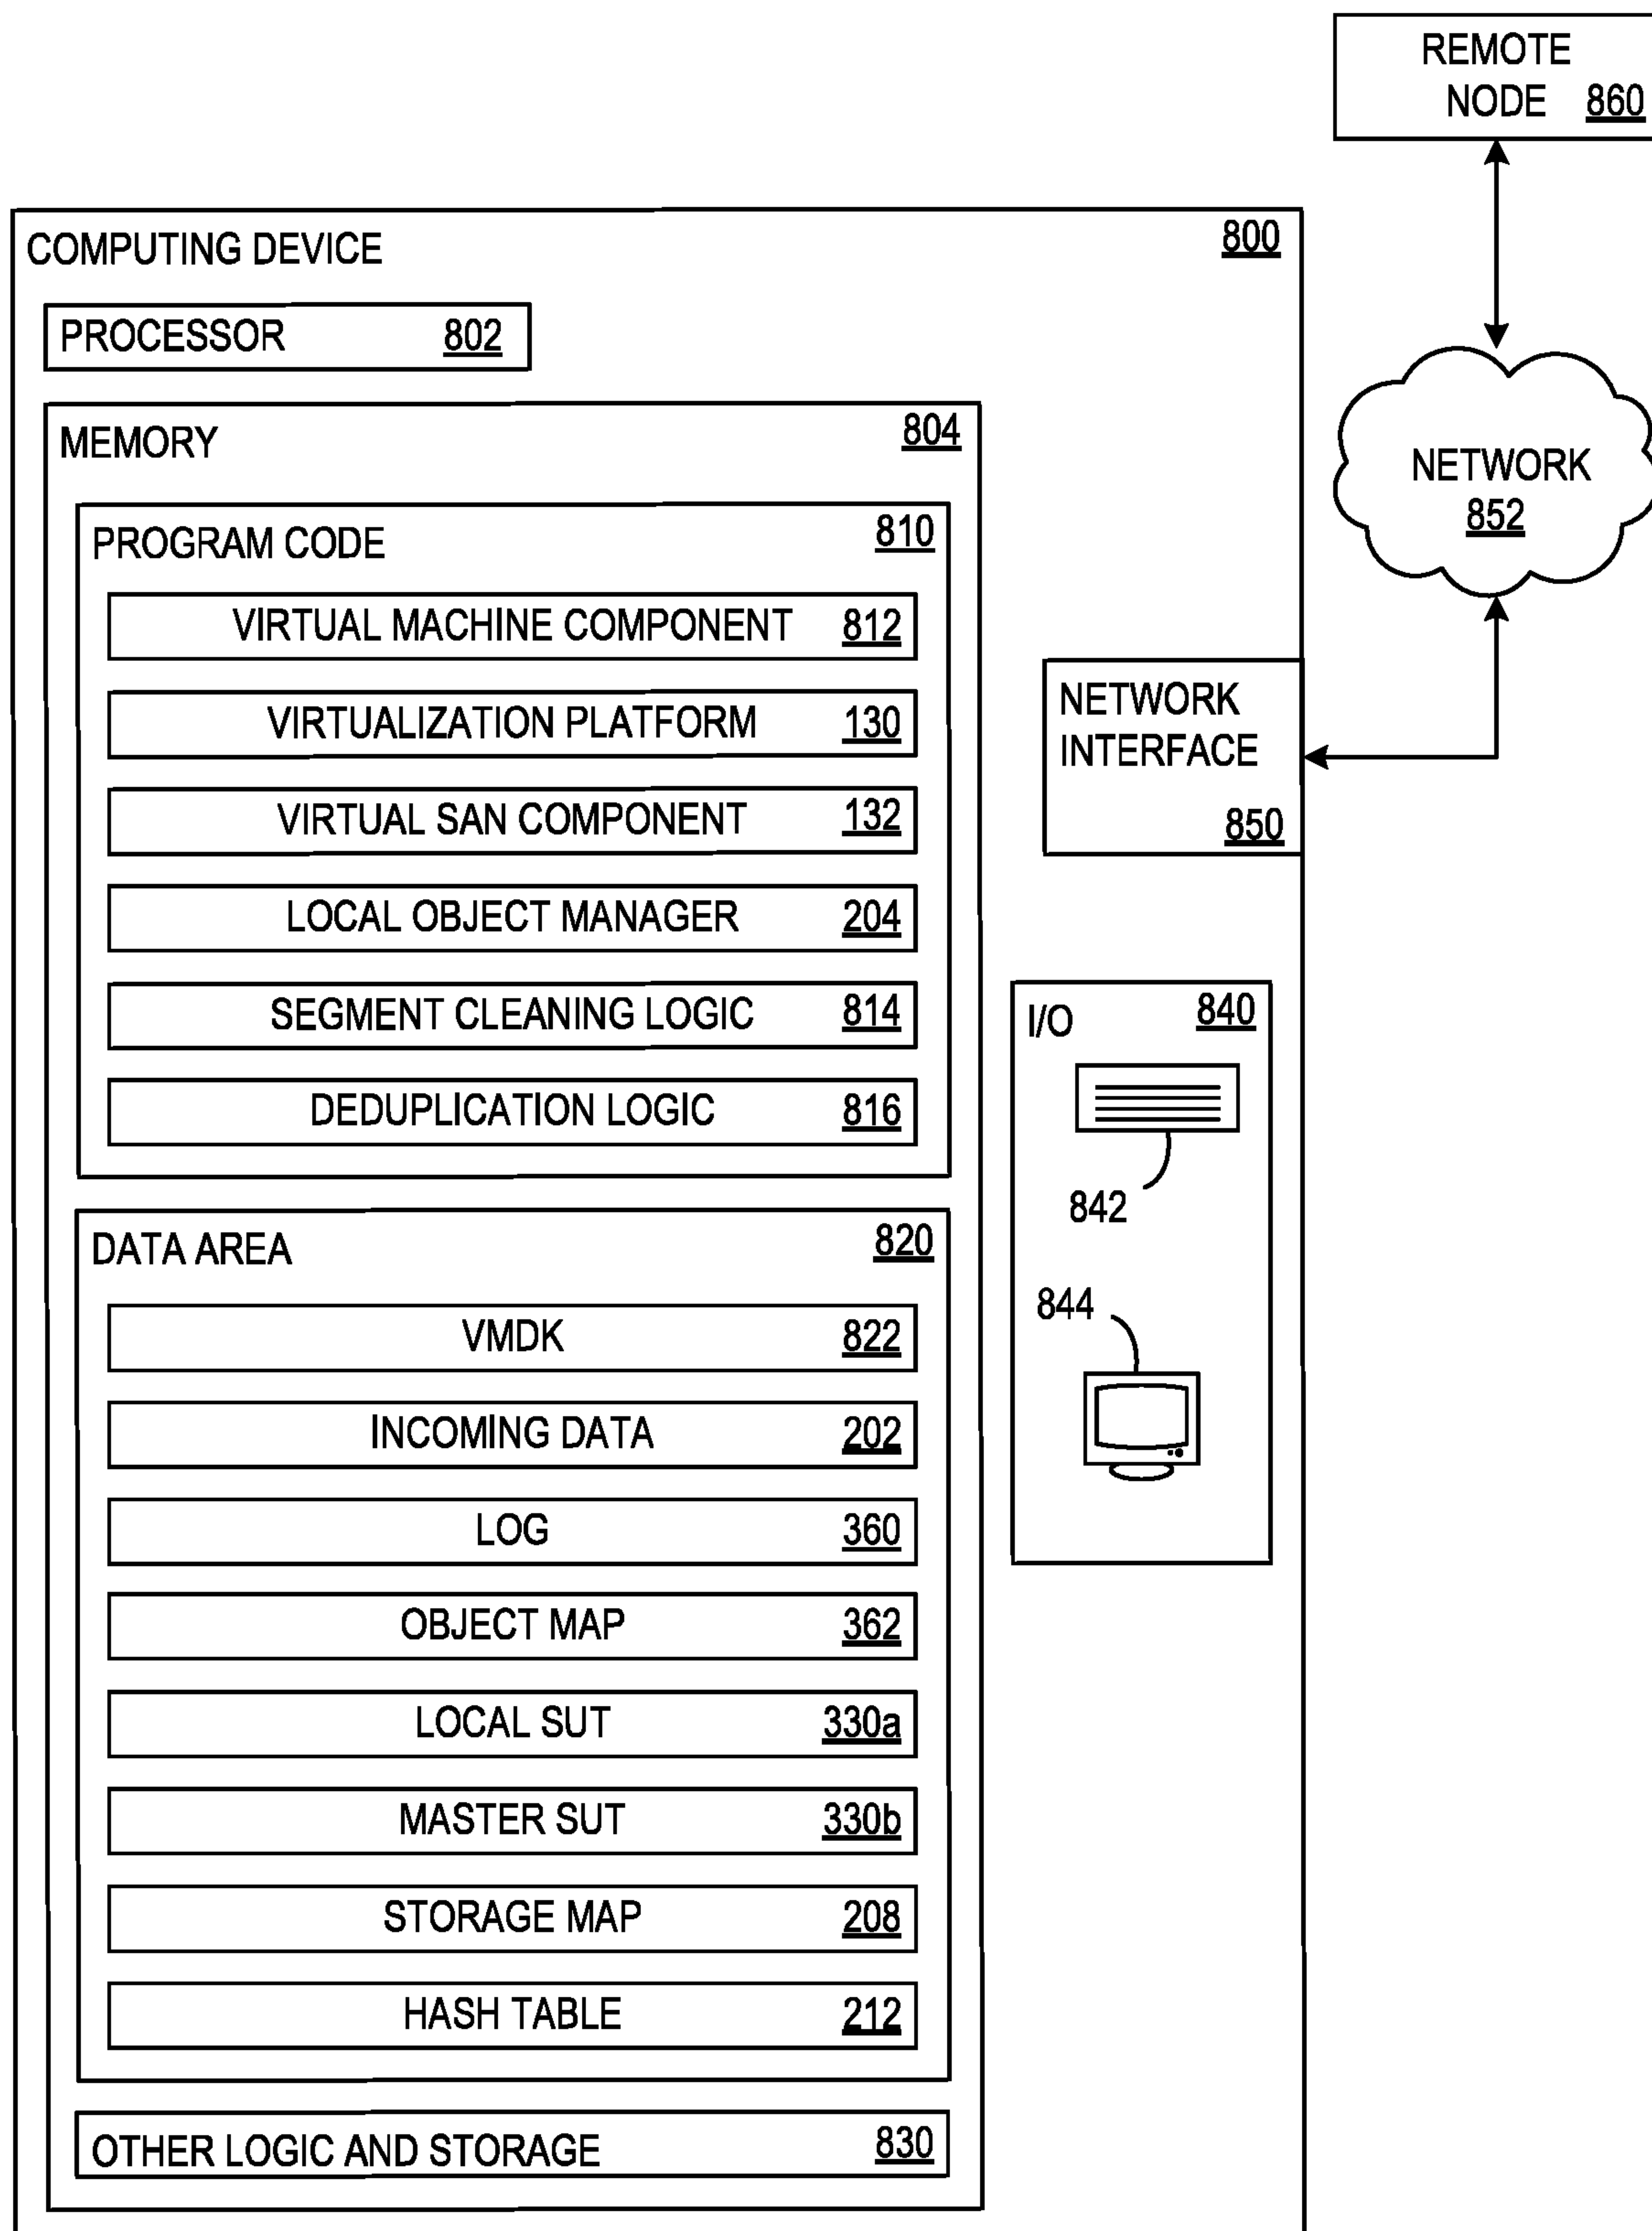 REMOTE
NODE 860
COMPUTING DEVICE 800
PROCESSOR 802
MEMORY 804
PROGRAM CODE 810
VIRTUAL MACHINE COMPONENT 812
VIRTUALIZATION PLATFORM 130
VIRTUAL SAN COMPONENT 132
LOCAL OBJECT MANAGER 204
SEGMENT CLEANING LOGIC 814
DEDUPLICATION LOGIC 816
DATA AREA 820
VMDK 822
INCOMING DATA 202
LOG 360
OBJECT MAP 362
LOCAL SUT 330a
MASTER SUT 330b
STORAGE MAP 208
HASH TABLE 212
OTHER LOGIC AND STORAGE 830
NETWORK
852
NETWORK
INTERFACE
850
I/O 840
842
844